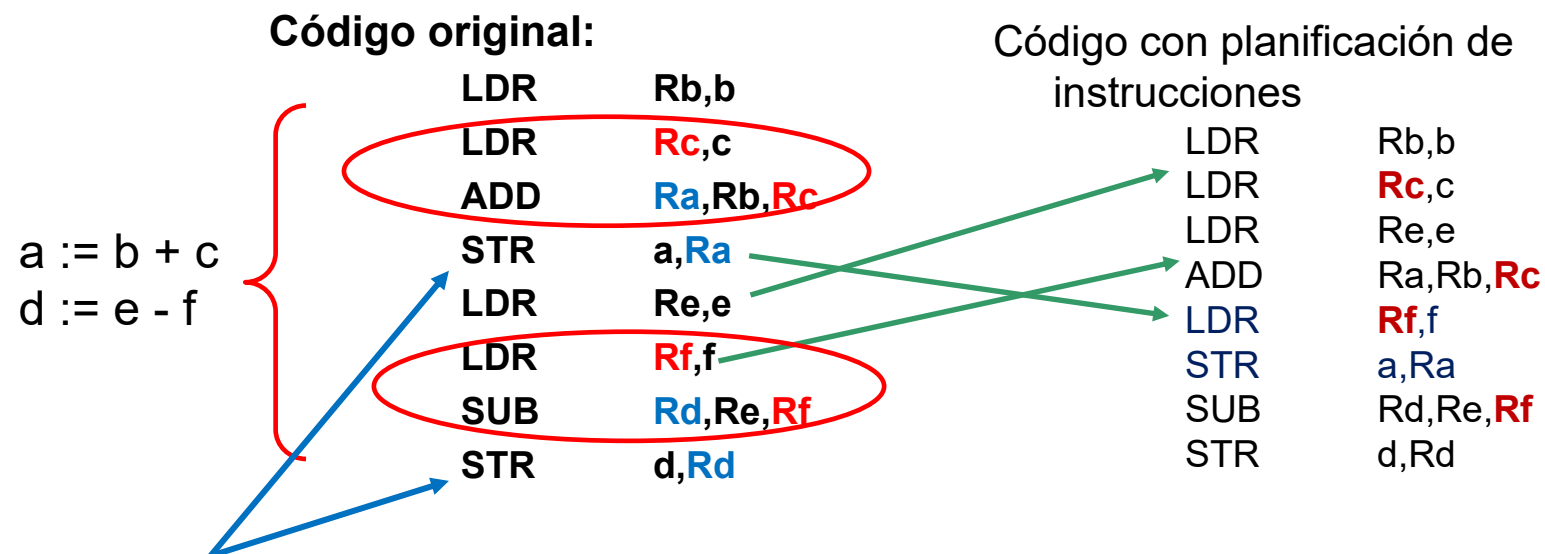 Código original:
LDR Rb,b
LDR Rc,c
ADD Ra,Rb,Rc
STR a,Ra
LDR Re,e
LDR Rf,f
SUB Rd,Re,Rf
STR d,Rd
a := b + c
d := e - f
Código con planificación de
instrucciones
LDR Rb,b
LDR Rc,c
LDR Re,e
ADD Ra,Rb,Rc
LDR Rf,f
STR a,Ra
SUB Rd,Re,Rf
STR d,Rd